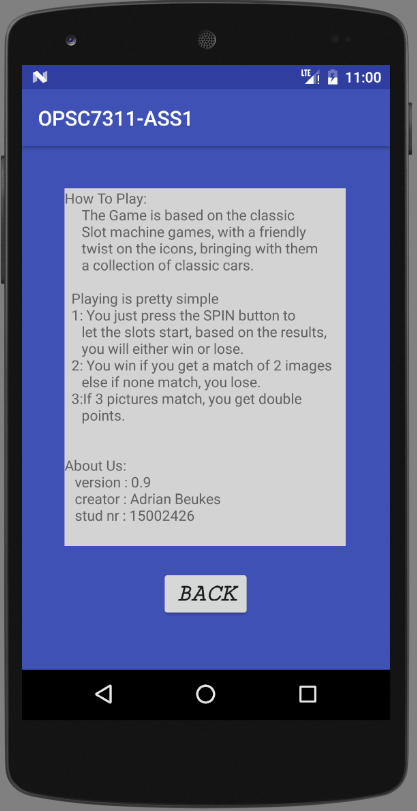 LTE 11:00
OPSC7311-ASS1
How To Play:
The Game is based on the classic
Slot machine games, with a friendly
twist on the icons, bringing with them
a collection of classic cars.
Playing is pretty simple
1: You just press the SPIN button to
let the slots start, based on the results,
you will either win or lose.
2: You win if you get a match of 2 images
else if none match, you lose.
3:If 3 pictures match, you get double
points.
About Us:
version : 0.9
creator : Adrian Beukes
stud nr : 15002426
BACK